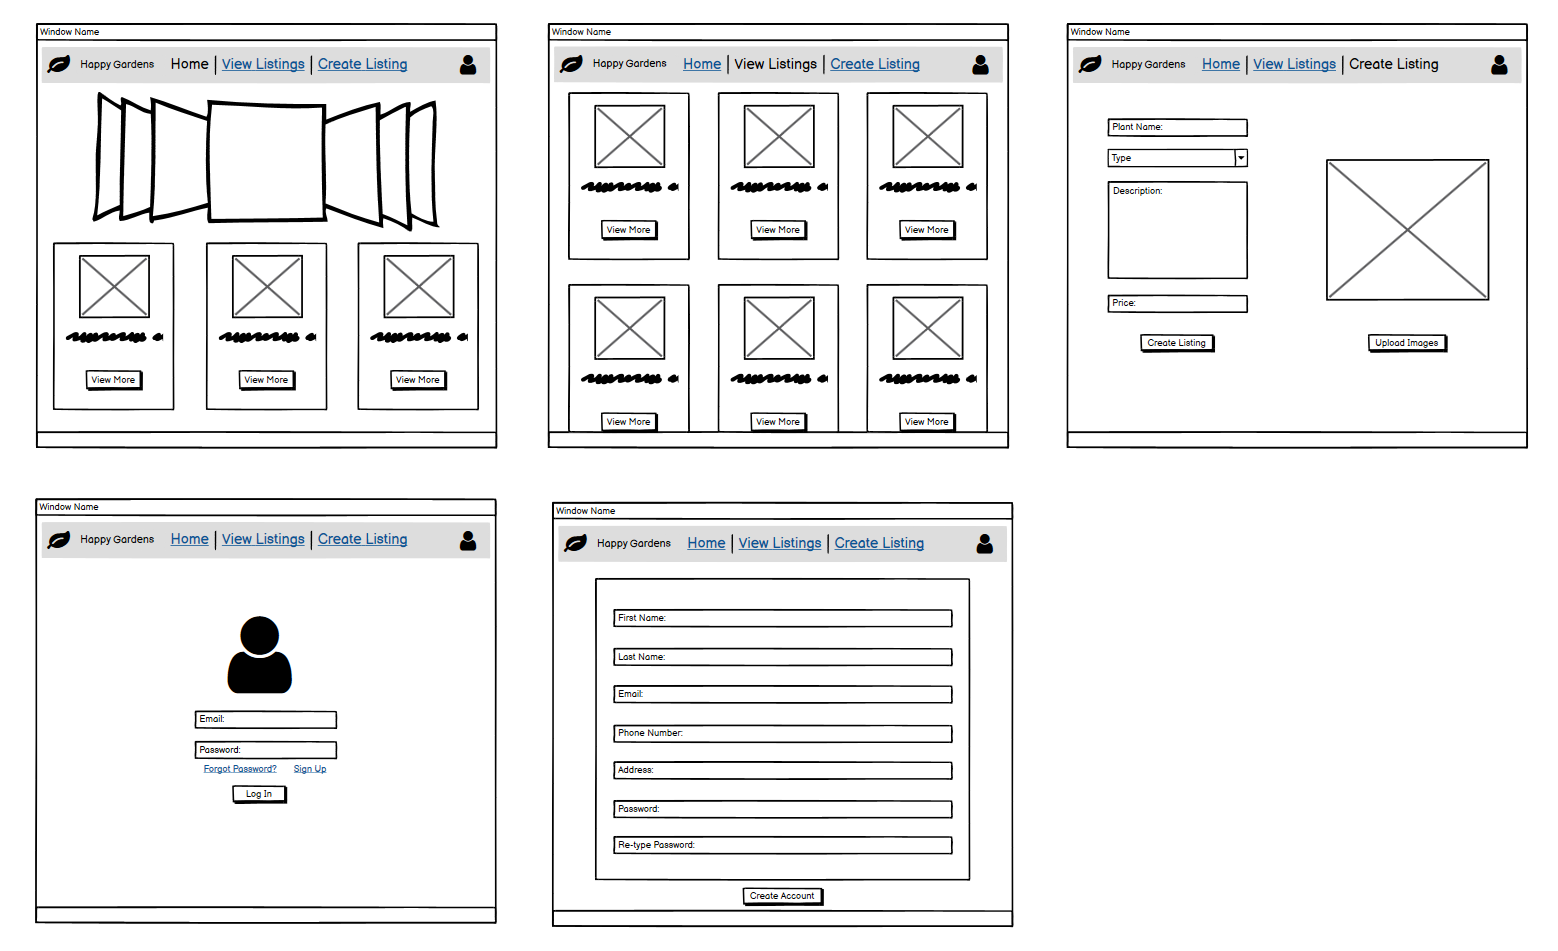 Window Name
Happy Gardens Home View Listings Create Listing
View More View More View More
Window Name
Happy Gardens Home View Listings Create Listing
View More View More View More
View More View More View More
Window Name
Happy Gardens Home View Listings Create Listing
Plant Name:
Type
Description:
Price:
Create Listing Upload Images
Window Name
Happy Gardens Home View Listings Create Listing
Email:
Password:
Forgot Password? Sign Up
Log In
Window Name
Happy Gardens Home View Listings Create Listing
First Name:
Last Name:
Email:
Phone Number:
Address:
Password:
Re-type Password:
Create Account